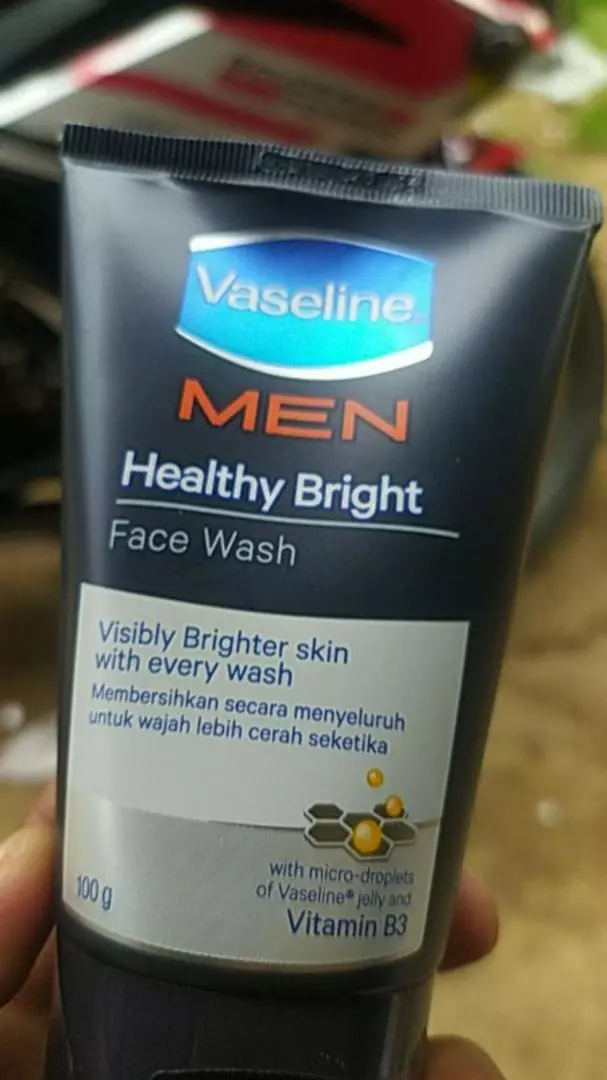 Vaseline
MEN
Healthy Bright
Face Wash
Visibly Brighter skin
with every wash
Membersihkan secara menyeluruh
untuk wajah lebih cerah seketika
with micro-droplets
of Vaseline® jelly and
Vitamin B3
100 g